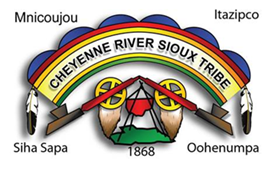 Mnicoujou
Itazipco
CHEYENNE RIVER SIOUX TRIBE
Siha Sapa
1868
Oohenumpa